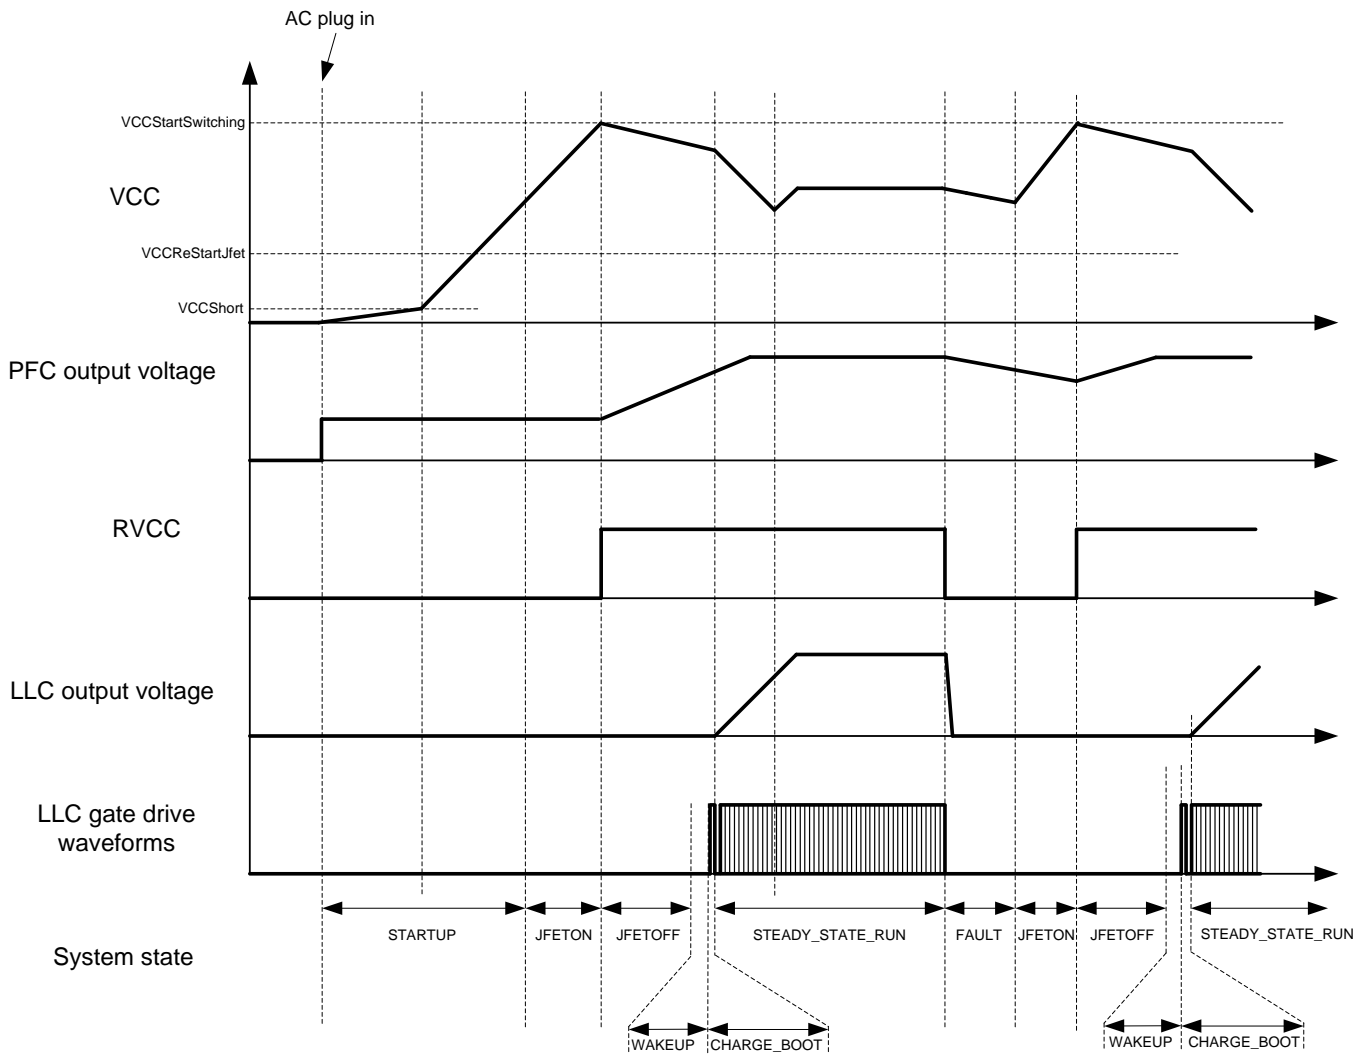 AC plug in
VCCStartSwitching
VCC
VCCReStartJfet
VCCShort
PFC output voltage
RVCC
LLC output voltage
LLC gate drive
waveforms
System state
STARTUP
JFETON
JFETOFF
STEADY_STATE_RUN
FAULT
JFETON
JFETOFF
STEADY_STATE_RUN
WAKEUP
CHARGE_BOOT
WAKEUP
CHARGE_BOOT